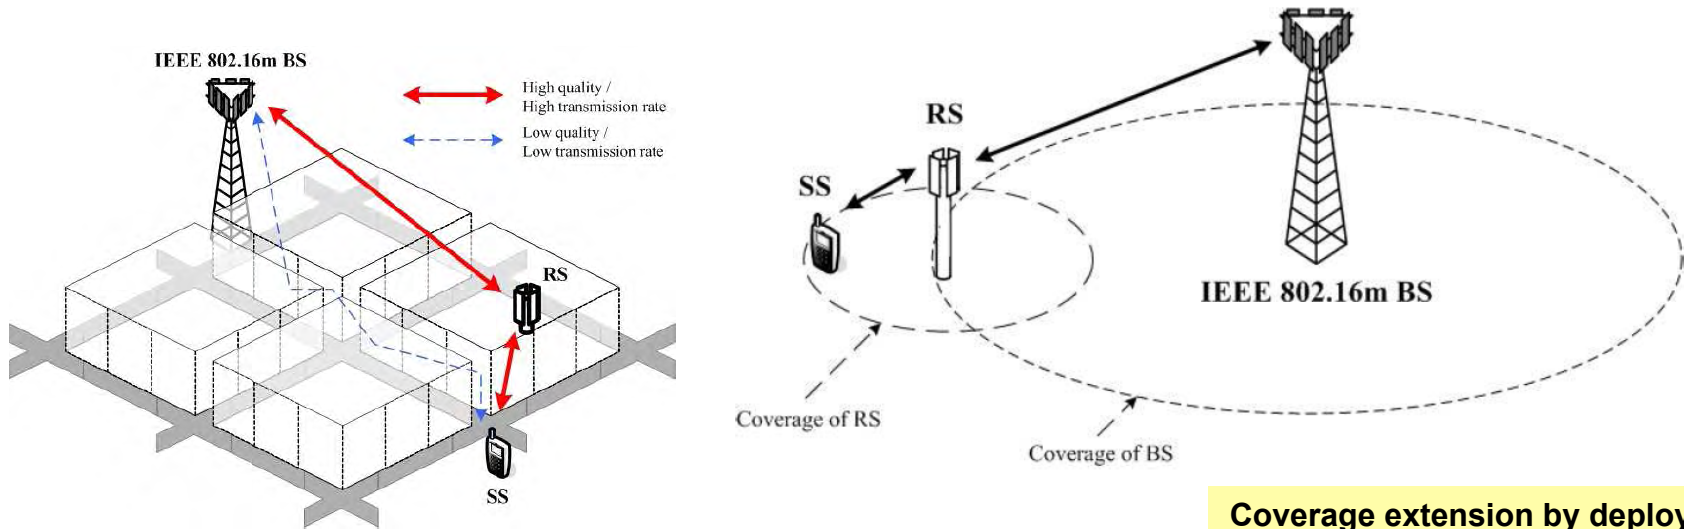 IEEE 802.16m BS
High quality /
High transmission rate
Low quality /
Low transmission rate
RS
SS
RS
SS
IEEE 802.16m BS
Coverage of RS
Coverage of BS
Coverage extension by deploy